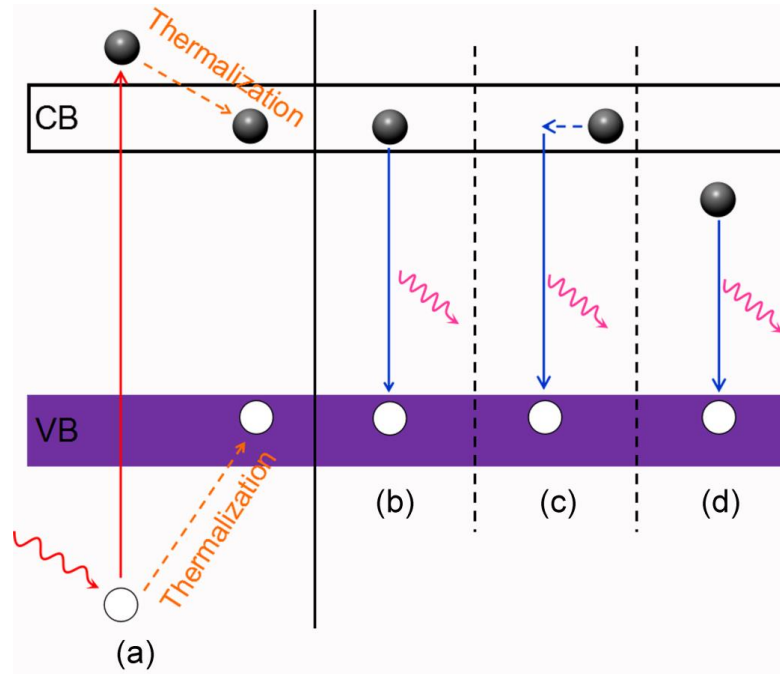 Thermalization
CB
VB
Thermalization
(b)
(c)
(d)
(a)